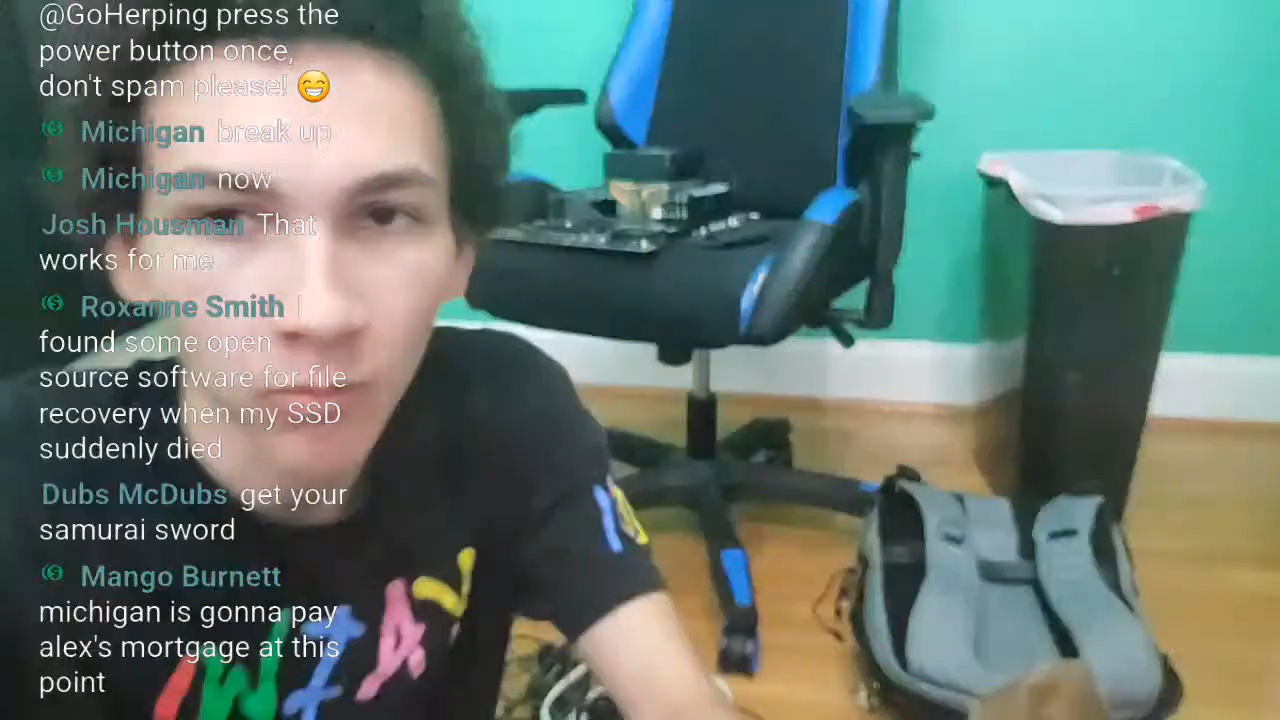 @GoHerping press the
power button once,
don't spam please! 😁
Michigan break up
Michigan now
Josh Housman That
works for me
Roxanne Smith I
found some open
source software for file
recovery when my SSD
suddenly died
Dubs McDubs get your
samurai sword
Mango Burnett
michigan is gonna pay
alex's mortgage at this
point